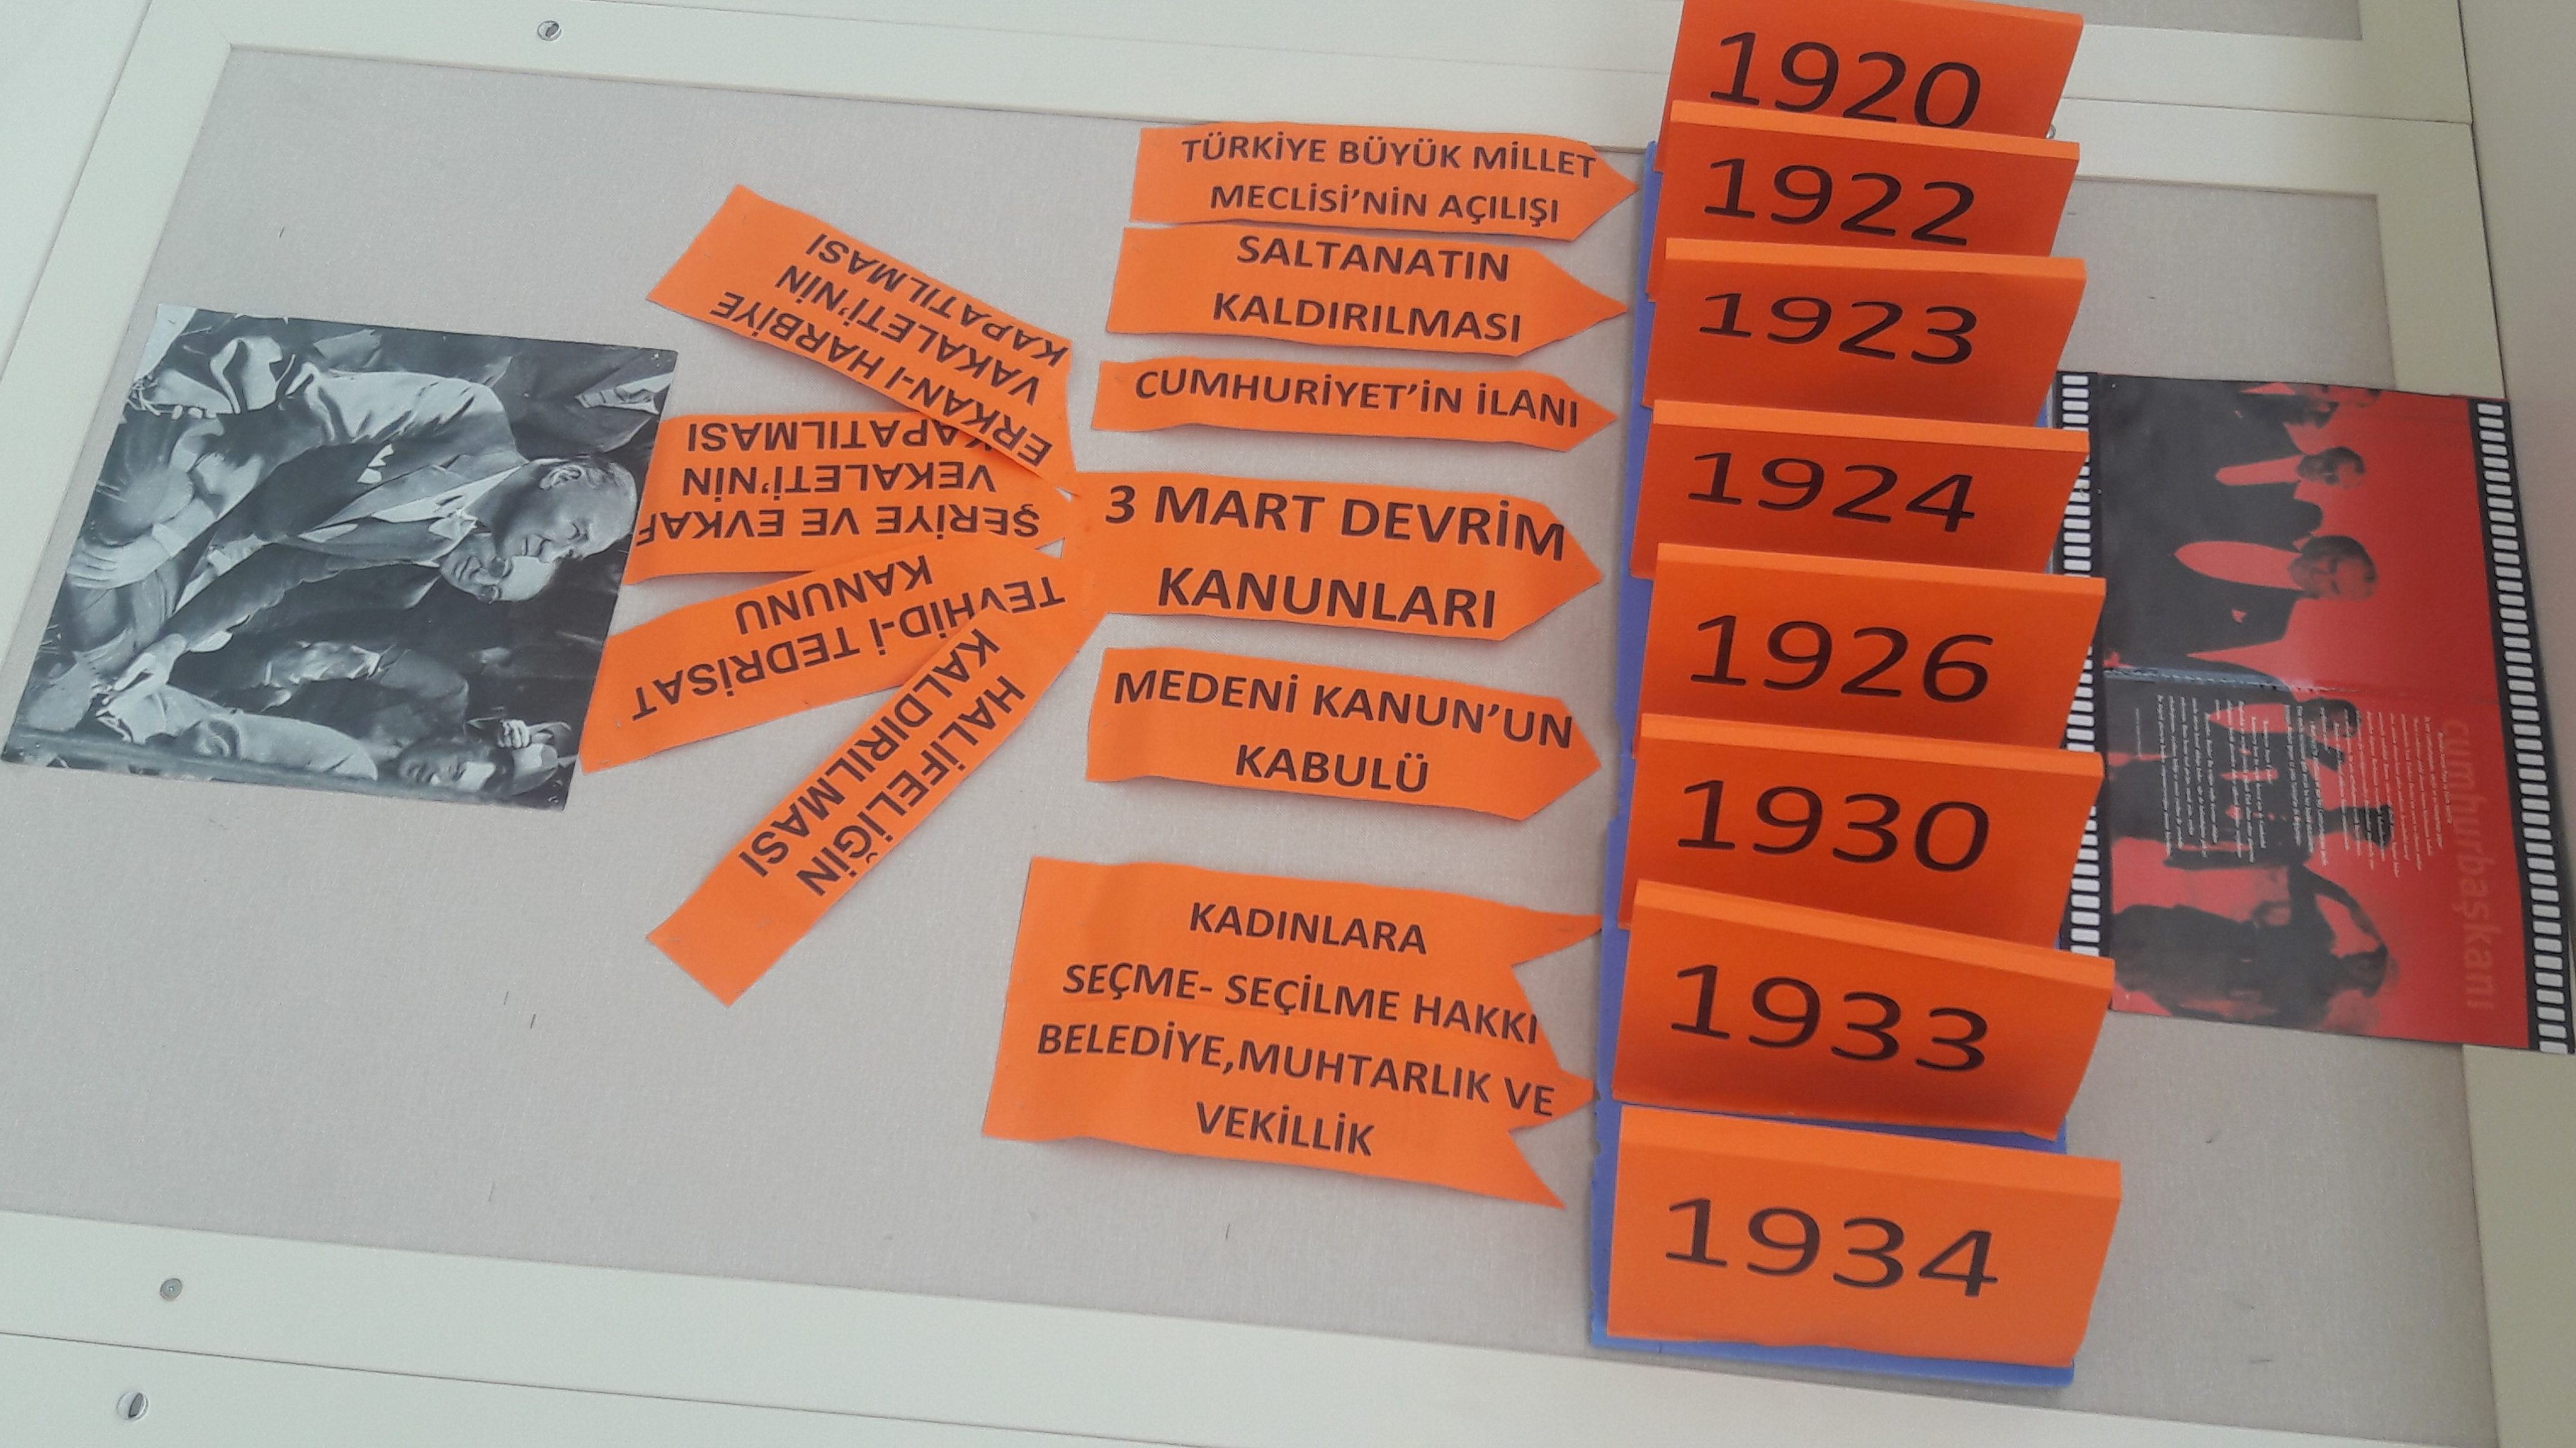 1920
TÜRKİYE BÜYÜK MİLLET
MECLİSİ'NİN AÇILIŞI
1922
SALTANATIN
KALDIRILMASI
1923
CUMHURİYET'İN İLANI
1924
3 MART DEVRİM
KANUNLARI
ERKAN-I HARBİYE
VAKALETİ'NİN
KAPATILMASI
ŞERİYE VE EVKAF
VEKALETİ'NİN
KAPATILMASI
TEVHİD-İ TEDRİSAT
KANUNU
HALİFELİĞİN
KALDIRILMASI
1926
MEDENİ KANUN'UN
KABULÜ
1930
1933
1934
KADINLARA
SEÇME- SEÇİLME HAKKI
BELEDİYE,MUHTARLIK VE
VEKİLLİK
cumhurbaşkanı